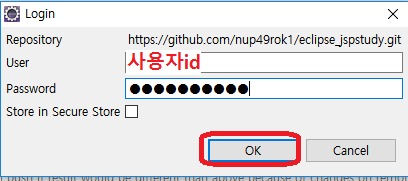 Login
Repository https://github.com/nup49rok1/eclipse_jspstudy.git
User 사용자id
Password ●●●●●●●●●●
Store in Secure Store
OK Cancel